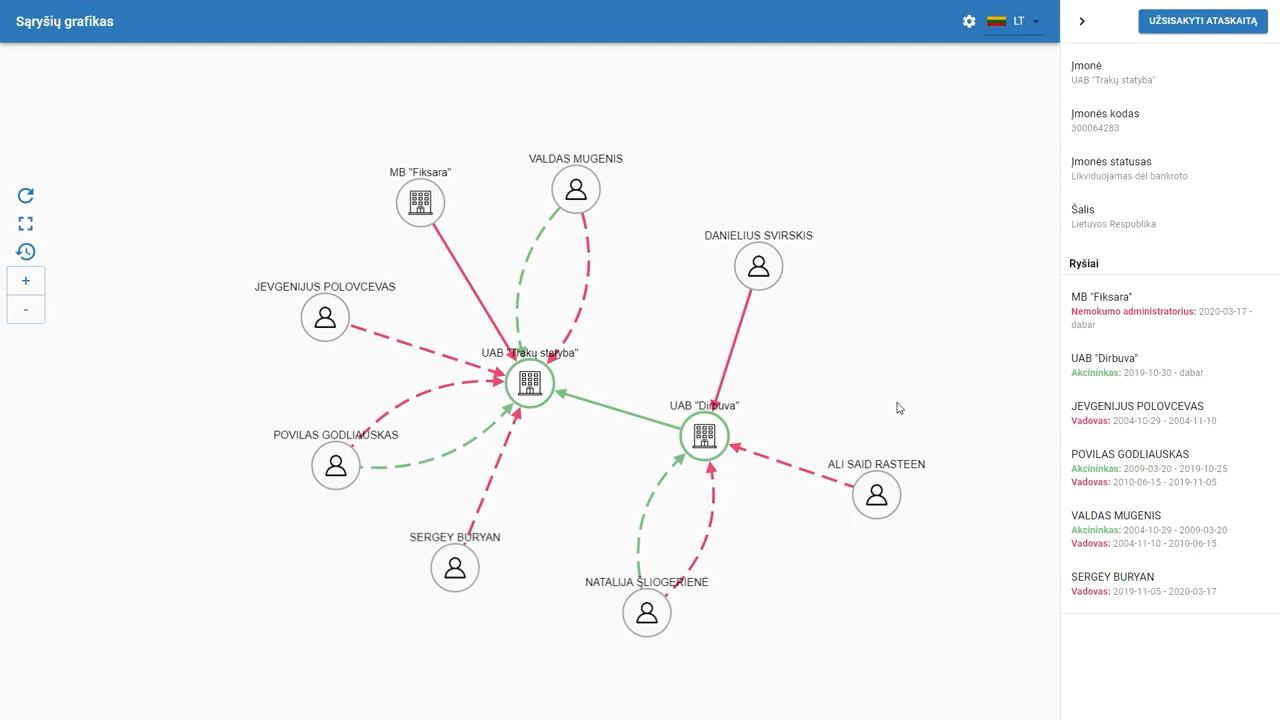 Sąryšių grafikas
LT
UŽSISAKYTI ATASKAITĄ
VALDAS MUGENIS
MB "Fiksara"
DANIELIUS SVIRSKIS
JEVGENIJUS POLOVCEVAS
UAB "Trakų statyba"
UAB "Dirbuva"
POVILAS GODLIAUSKAS
ALI SAID RASTEEN
SERGEY BURYAN
NATALIJA ŠLIOGERIENĖ
+
-
Įmonė
UAB "Trakų statyba"
Įmonės kodas
300064283
Įmonės statusas
Likviduojamas dėl bankroto
Šalis
Lietuvos Respublika
Ryšiai
MB "Fiksara"
Nemokumo administratorius: 2020-03-17 -
dabar
UAB "Dirbuva"
Akcininkas: 2019-10-30 - dabar
JEVGENIJUS POLOVCEVAS
Vadovas: 2004-10-29 - 2004-11-10
POVILAS GODLIAUSKAS
Akcininkas: 2009-03-20 - 2019-10-25
Vadovas: 2010-06-15 - 2019-11-05
VALDAS MUGENIS
Akcininkas: 2004-10-29 - 2009-03-20
Vadovas: 2004-11-10 - 2010-06-15
SERGEY BURYAN
Vadovas: 2019-11-05 - 2020-03-17